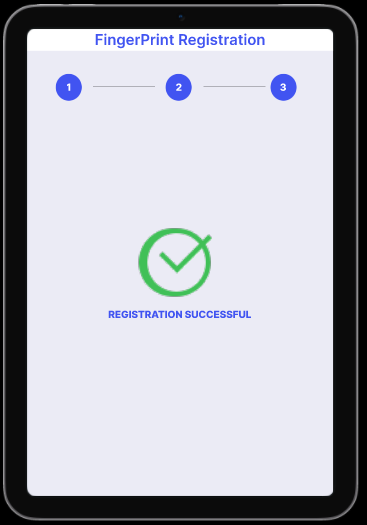 FingerPrint Registration
1 2 3
REGISTRATION SUCCESSFUL